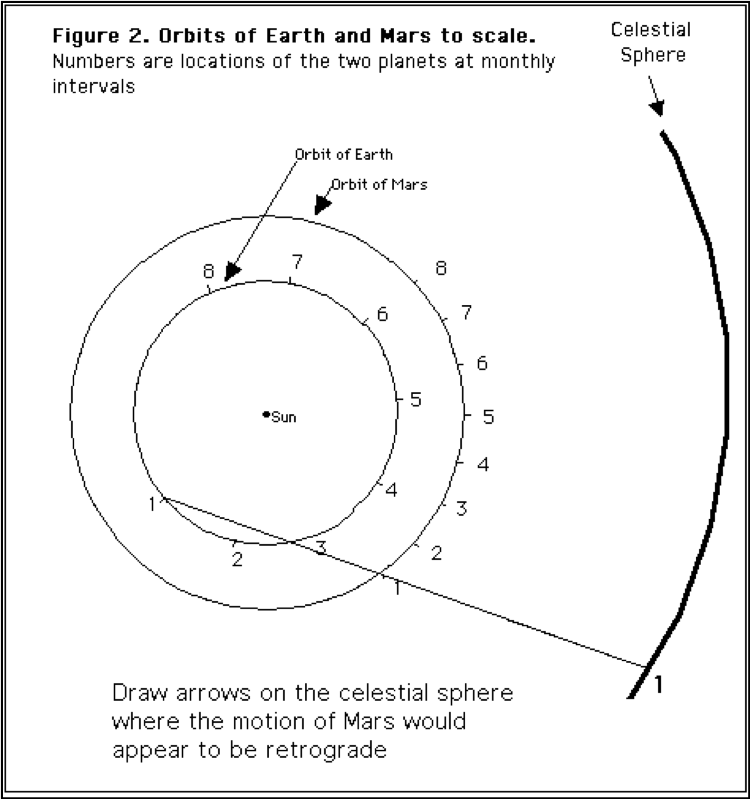 Figure 2. Orbits of Earth and Mars to scale.
Numbers are locations of the two planets at monthly
intervals
Celestial
Sphere
Orbit of Earth
Orbit of Mars
8
7
8
6
7
6
5
5
Sun
4
4
1
3
2
3
2
1
1
Draw arrows on the celestial sphere
where the motion of Mars would
appear to be retrograde